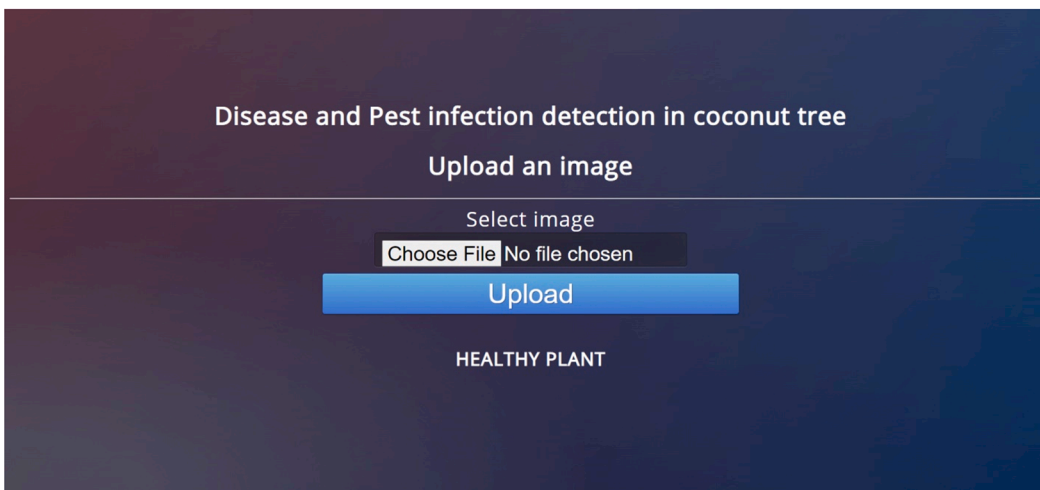 Disease and Pest infection detection in coconut tree
Upload an image
Select image
Choose File No file chosen
Upload
HEALTHY PLANT